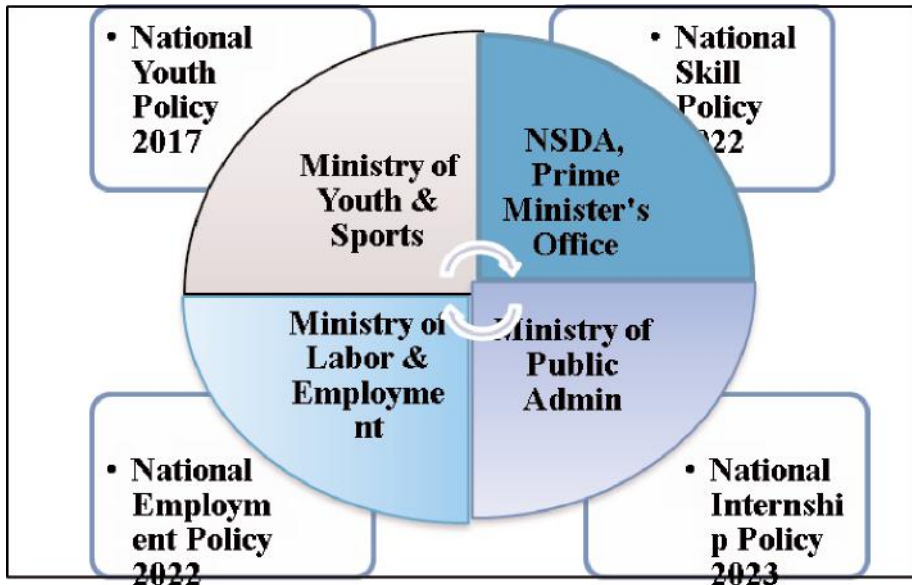 • National
Youth
Policy
2017
• National
Skill
Policy
Ministry of
Youth &
Sports
NSDA,
Prime
Minister's
Office
Ministry of
Labor &
Employme
nt
Ministry of
Public
Admin
• National
Employm
ent Policy
2022
• National
Internshi
p Policy
2023